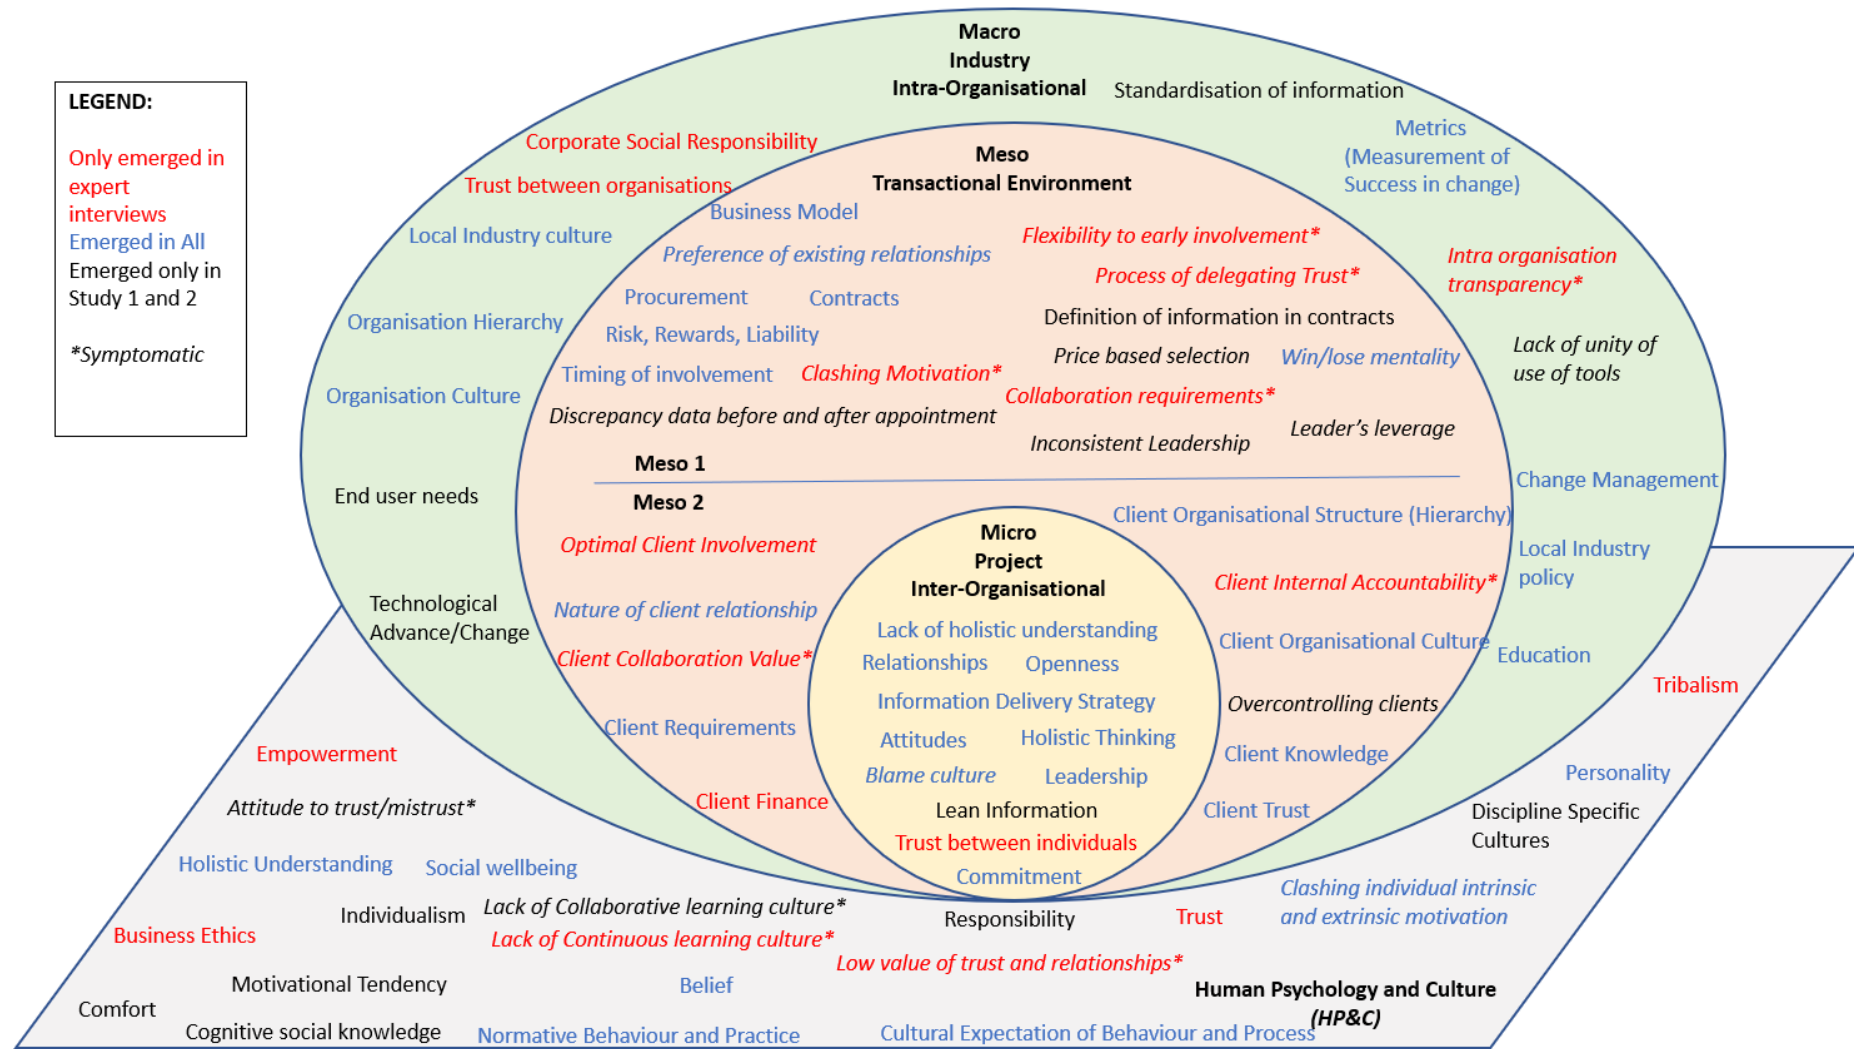 LEGEND:
Only emerged in
expert
interviews
Emerged in All
Emerged only in
Study 1 and 2
*Symptomatic
Macro
Industry
Intra-Organisational
Standardisation of information
Corporate Social Responsibility
Metrics
(Measurement of
Success in change)
Trust between organisations
Local Industry culture
Intra organisation
transparency*
Organisation Hierarchy
Lack of unity of
use of tools
Organisation Culture
Change Management
End user needs
Local Industry
policy
Technological
Advance/Change
Education
Meso
Transactional Environment
Business Model
Preference of existing relationships
Flexibility to early involvement*
Process of delegating Trust*
Procurement
Contracts
Definition of information in contracts
Risk, Rewards, Liability
Price based selection
Win/lose mentality
Timing of involvement
Clashing Motivation*
Collaboration requirements*
Discrepancy data before and after appointment
Leader's leverage
Inconsistent Leadership
Meso 1
Meso 2
Client Organisational Structure (Hierarchy)
Optimal Client Involvement
Client Internal Accountability*
Nature of client relationship
Client Organisational Culture
Client Collaboration Value*
Overcontrolling clients
Client Requirements
Client Knowledge
Client Finance
Client Trust
Micro
Project
Inter-Organisational
Lack of holistic understanding
Relationships
Openness
Information Delivery Strategy
Attitudes
Holistic Thinking
Blame culture
Leadership
Lean Information
Trust between individuals
Commitment
Tribalism
Empowerment
Personality
Attitude to trust/mistrust*
Discipline Specific
Cultures
Holistic Understanding
Social wellbeing
Clashing individual intrinsic
and extrinsic motivation
Individualism
Lack of Collaborative learning culture*
Responsibility
Trust
Business Ethics
Lack of Continuous learning culture*
Low value of trust and relationships*
Motivational Tendency
Belief
Human Psychology and Culture
(HP&C)
Comfort
Cognitive social knowledge
Normative Behaviour and Practice
Cultural Expectation of Behaviour and Process